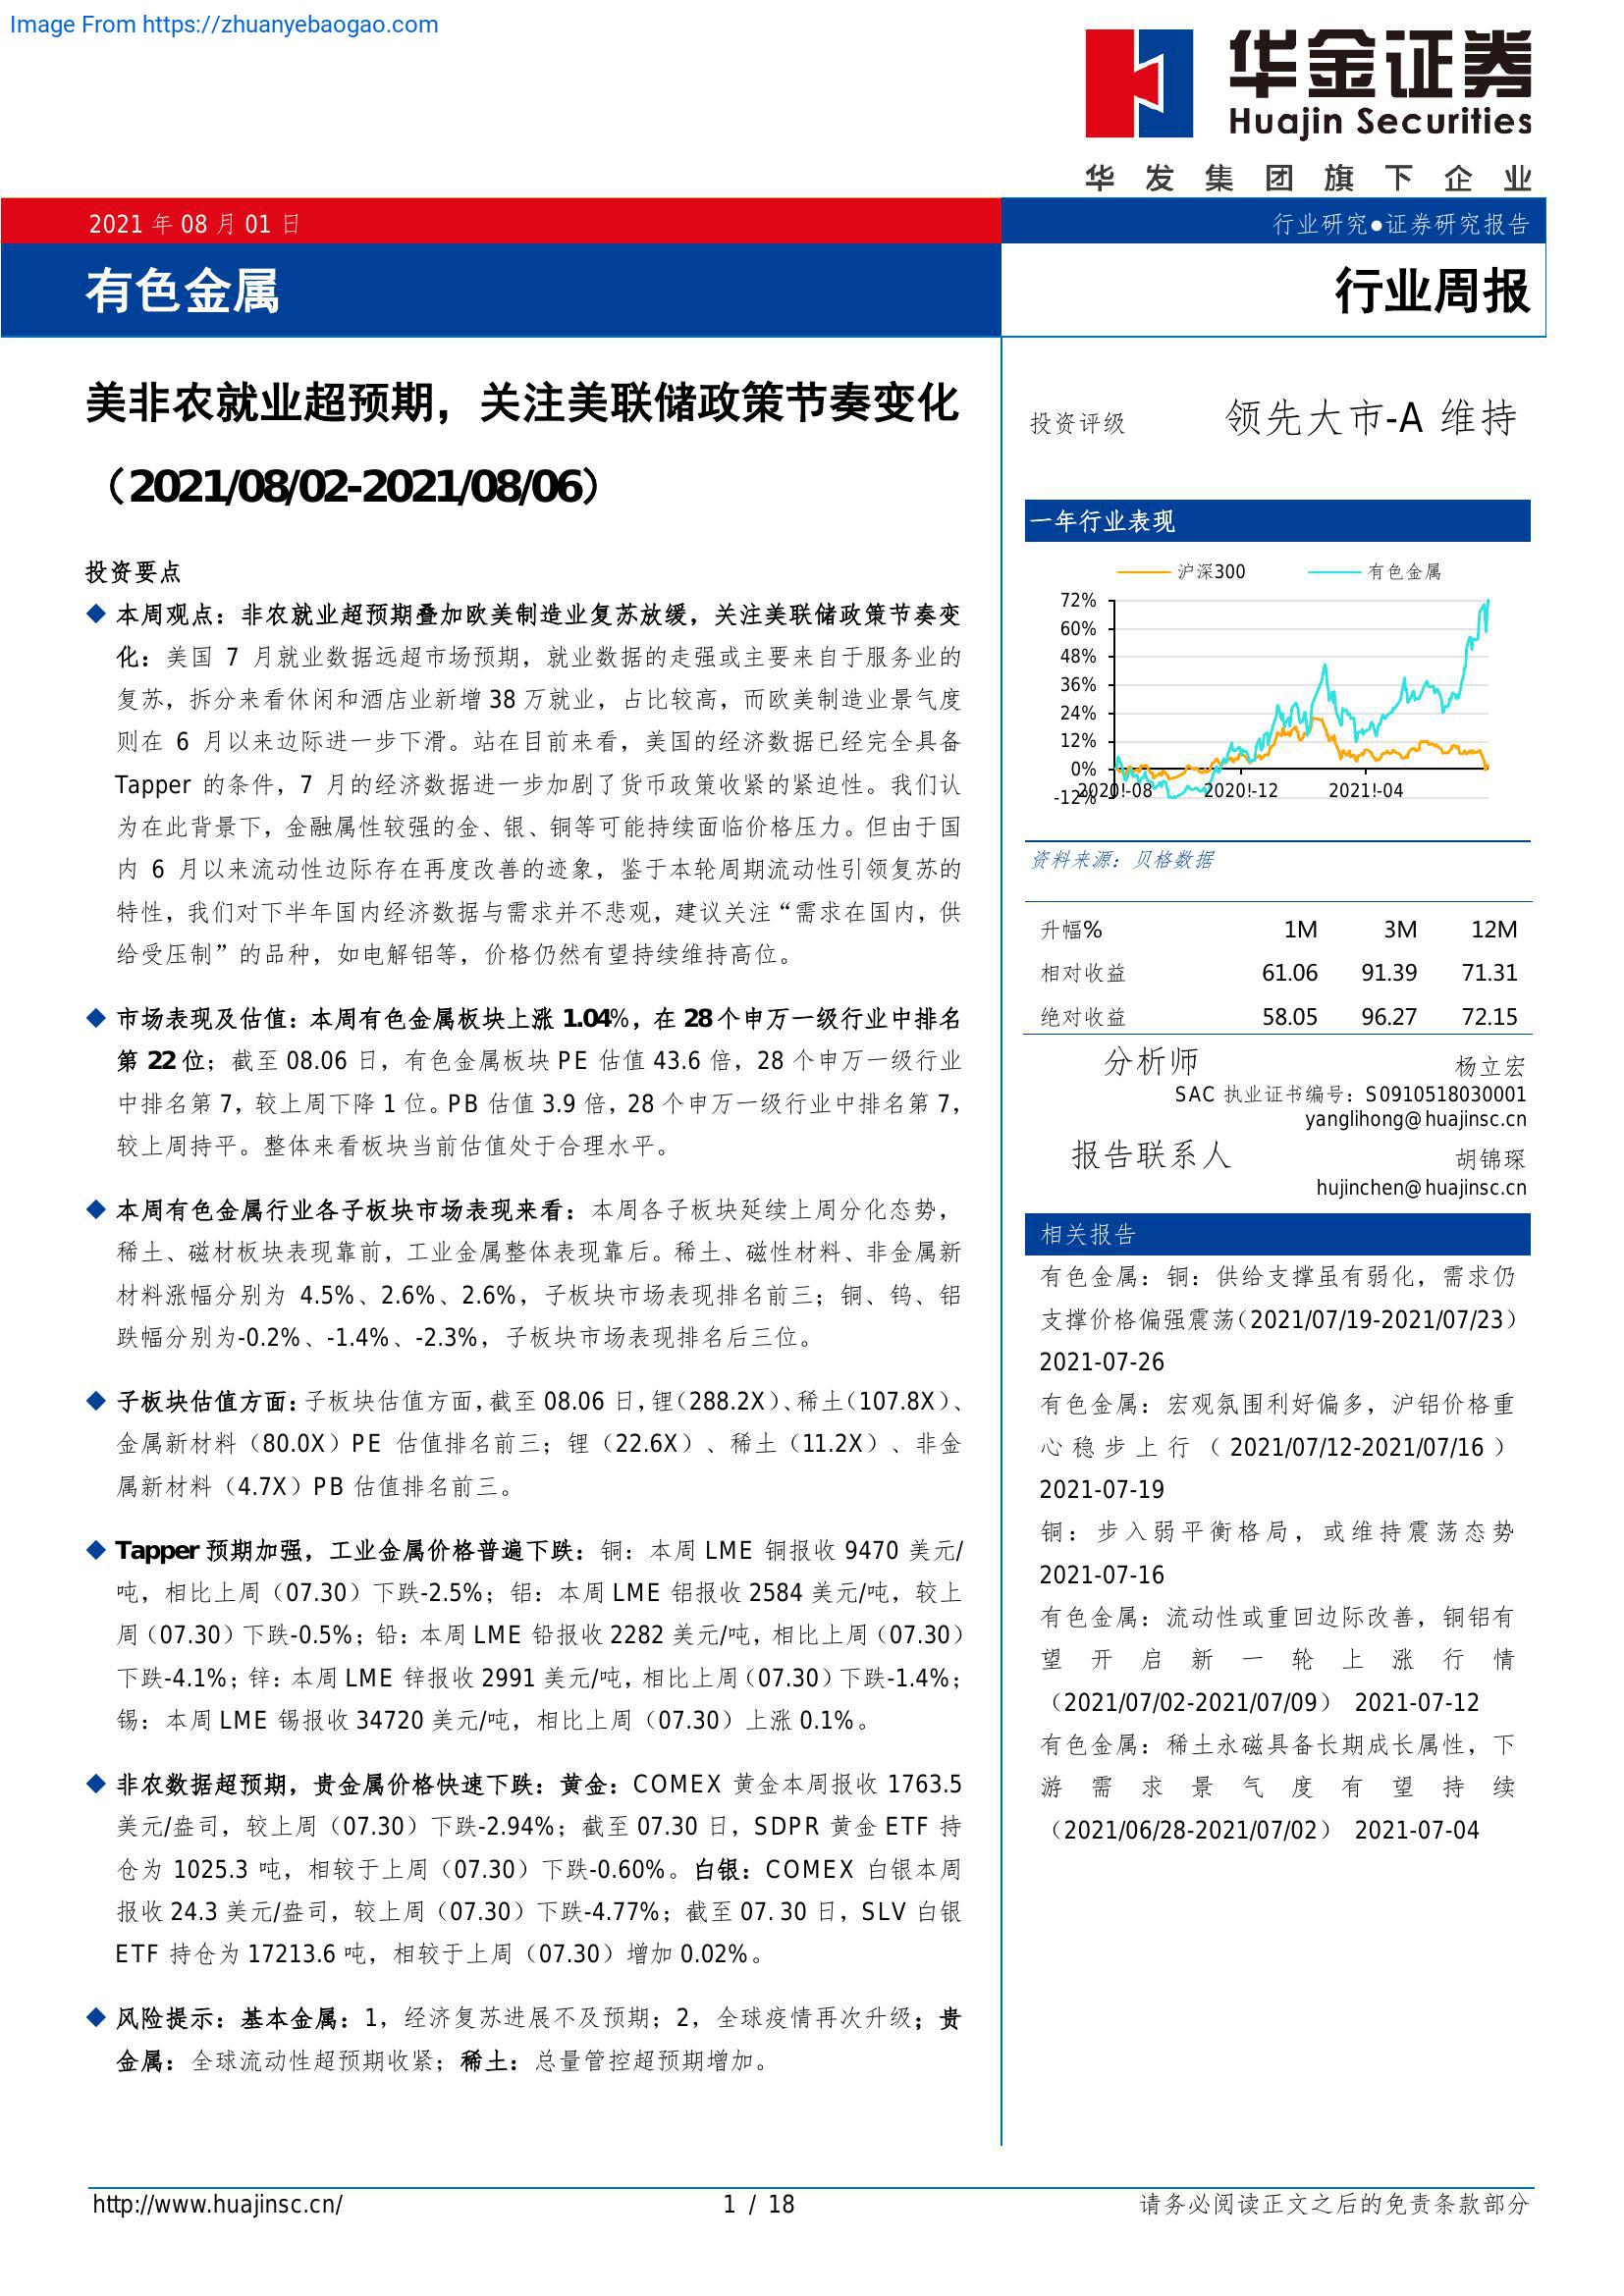 Image From https://zhuanyebaogao.com
华金证券
Huajin Securities
华发集团旗下企业
2021 年 08 月 01 日
行业研究●证券研究报告
有色金属
行业周报
美非农就业超预期，关注美联储政策节奏变化
（2021/08/02-2021/08/06）
投资要点
◆ 本周观点：非农就业超预期叠加欧美制造业复苏放缓，关注美联储政策节奏变
化：美国 7 月就业数据远超市场预期，就业数据的走强或主要来自于服务业的
复苏，拆分来看休闲和酒店业新增 38 万就业，占比较高，而欧美制造业景气度
则在 6 月以来边际进一步下滑。站在目前来看，美国的经济数据已经完全具备
Tapper 的条件，7 月的经济数据进一步加剧了货币政策收紧的紧迫性。我们认
为在此背景下，金融属性较强的金、银、铜等可能持续面临价格压力。但由于国
内 6 月以来流动性边际存在再度改善的迹象，鉴于本轮周期流动性引领复苏的
特性，我们对下半年国内经济数据与需求并不悲观，建议关注“需求在国内，供
给受压制”的品种，如电解铝等，价格仍然有望持续维持高位。
◆ 市场表现及估值：本周有色金属板块上涨 1.04%，在 28 个申万一级行业中排名
第 22 位；截至 08.06 日，有色金属板块 PE 估值 43.6 倍，28 个申万一级行业
中排名第 7，较上周下降 1 位。PB 估值 3.9 倍，28 个申万一级行业中排名第 7，
较上周持平。整体来看板块当前估值处于合理水平。
◆ 本周有色金属行业各子板块市场表现来看：本周各子板块延续上周分化态势，
稀土、磁材板块表现靠前，工业金属整体表现靠后。稀土、磁性材料、非金属新
材料涨幅分别为 4.5%、2.6%、2.6%，子板块市场表现排名前三；铜、钨、铝
跌幅分别为-0.2%、-1.4%、-2.3%，子板块市场表现排名后三位。
◆ 子板块估值方面：子板块估值方面，截至 08.06 日，锂（288.2X）、稀土（107.8X）、
金属新材料（80.0X）PE 估值排名前三；锂（22.6X）、稀土（11.2X）、非金
属新材料（4.7X）PB 估值排名前三。
◆ Tapper 预期加强，工业金属价格普遍下跌：铜：本周 LME 铜报收 9470 美元/
吨，相比上周（07.30）下跌-2.5%；铝：本周 LME 铝报收 2584 美元/吨，较上
周（07.30）下跌-0.5%；铅：本周 LME 铅报收 2282 美元/吨，相比上周（07.30）
下跌-4.1%；锌：本周 LME 锌报收 2991 美元/吨，相比上周（07.30）下跌-1.4%；
锡：本周 LME 锡报收 34720 美元/吨，相比上周（07.30）上涨 0.1%。
◆ 非农数据超预期，贵金属价格快速下跌：黄金：COMEX 黄金本周报收 1763.5
美元/盎司，较上周（07.30）下跌-2.94%；截至 07.30 日，SDPR 黄金 ETF 持
仓为 1025.3 吨，相较于上周（07.30）下跌-0.60%。白银：COMEX 白银本周
报收 24.3 美元/盎司，较上周（07.30）下跌-4.77%；截至 07.30 日，SLV 白银
ETF 持仓为 17213.6 吨，相较于上周（07.30）增加 0.02%。
◆ 风险提示：基本金属：1，经济复苏进展不及预期；2，全球疫情再次升级；贵
金属：全球流动性超预期收紧；稀土：总量管控超预期增加。
投资评级 领先大市-A 维持
一年行业表现
沪深300 有色金属
72%
60%
48%
36%
24%
12%
0%
-12%
2020!-08 2020!-12 2021!-04
资料来源：贝格数据
升幅% 1M 3M 12M
相对收益 61.06 91.39 71.31
绝对收益 58.05 96.27 72.15
分析师 杨立宏
SAC 执业证书编号：S0910518030001
yanglihong@huajinsc.cn
报告联系人 胡锦琛
hujinchen@huajinsc.cn
相关报告
有色金属：铜：供给支撑虽有弱化，需求仍
支撑价格偏强震荡（2021/07/19-2021/07/23）
2021-07-26
有色金属：宏观氛围利好偏多，沪铝价格重
心稳步上行（2021/07/12-2021/07/16）
2021-07-19
铜：步入弱平衡格局，或维持震荡态势
2021-07-16
有色金属：流动性或重回边际改善，铜铝有
望开启新一轮上涨行情
（2021/07/02-2021/07/09） 2021-07-12
有色金属：稀土永磁具备长期成长属性，下
游需求景气度有望持续
（2021/06/28-2021/07/02） 2021-07-04
http://www.huajinsc.cn/
1 / 18
请务必阅读正文之后的免责条款部分